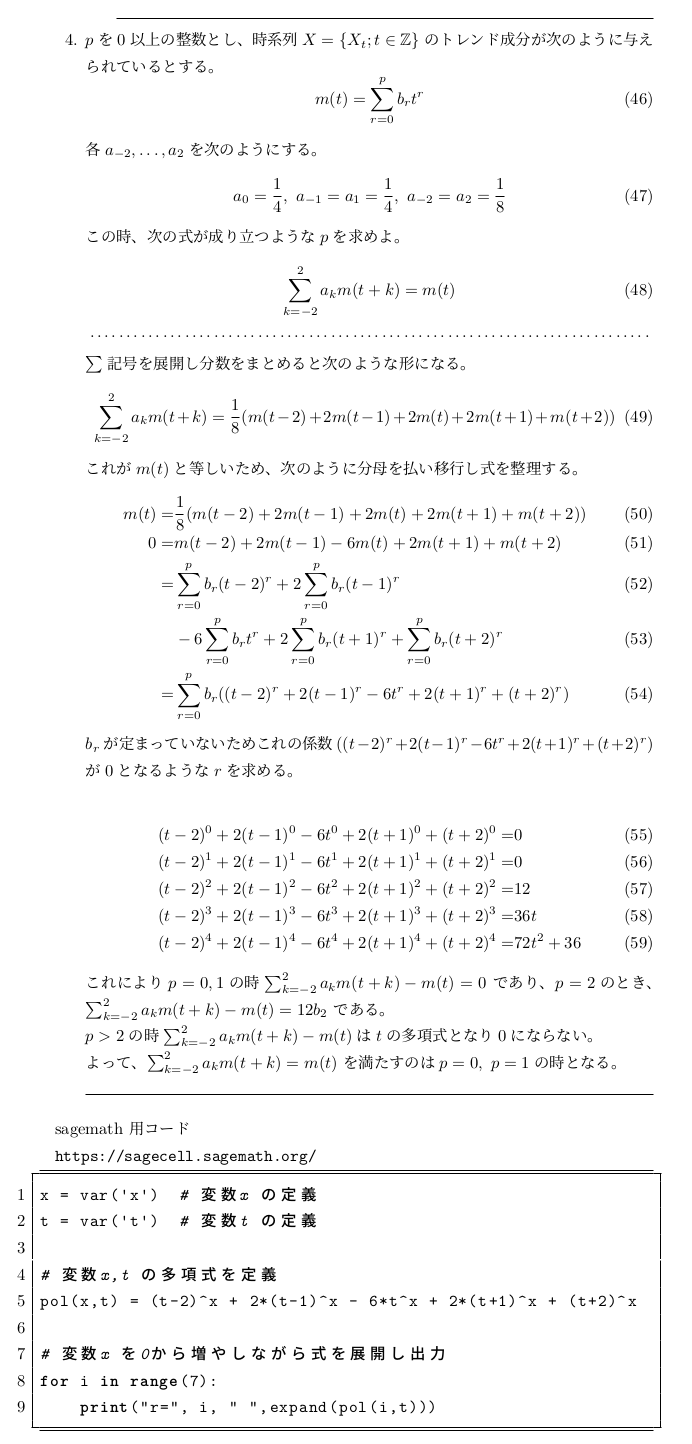 4. p を 0 以上の整数とし、時系列 X = {X_t; t ∈ ℤ} のトレンド成分が次のように与え
られているとする。
m(t) = \sum_{r=0}^{p} b_r t^r (46)
各 a_{-2}, . . . , a_2 を次のようにする。
a_0 = \frac{1}{4}, a_{-1} = a_1 = \frac{1}{4}, a_{-2} = a_2 = \frac{1}{8} (47)
この時、次の式が成り立つような p を求めよ。
\sum_{k=-2}^{2} a_k m(t + k) = m(t) (48)
∑ 記号を展開し分数をまとめると次のような形になる。
\sum_{k=-2}^{2} a_k m(t+k) = \frac{1}{8}(m(t−2)+2m(t−1)+2m(t)+2m(t+1)+m(t+2)) (49)
これが m(t) と等しいため、次のように分母を払い移行し式を整理する。
m(t) = \frac{1}{8}(m(t − 2) + 2m(t − 1) + 2m(t) + 2m(t + 1) + m(t + 2)) (50)
0 = m(t − 2) + 2m(t − 1) − 6m(t) + 2m(t + 1) + m(t + 2) (51)
= \sum_{r=0}^{p} b_r(t − 2)^r + 2 \sum_{r=0}^{p} b_r(t − 1)^r (52)
− 6 \sum_{r=0}^{p} b_r t^r + 2 \sum_{r=0}^{p} b_r(t + 1)^r + \sum_{r=0}^{p} b_r(t + 2)^r (53)
= \sum_{r=0}^{p} b_r((t − 2)^r + 2(t − 1)^r − 6t^r + 2(t + 1)^r + (t + 2)^r) (54)
b_r が定まっていないためこれの係数 ((t−2)^r+2(t−1)^r−6t^r+2(t+1)^r+(t+2)^r)
が 0 となるような r を求める。
(t − 2)^0 + 2(t − 1)^0 − 6t^0 + 2(t + 1)^0 + (t + 2)^0 =0 (55)
(t − 2)^1 + 2(t − 1)^1 − 6t^1 + 2(t + 1)^1 + (t + 2)^1 =0 (56)
(t − 2)^2 + 2(t − 1)^2 − 6t^2 + 2(t + 1)^2 + (t + 2)^2 =12 (57)
(t − 2)^3 + 2(t − 1)^3 − 6t^3 + 2(t + 1)^3 + (t + 2)^3 =36t (58)
(t − 2)^4 + 2(t − 1)^4 − 6t^4 + 2(t + 1)^4 + (t + 2)^4 =72t^2 + 36 (59)
これにより p = 0, 1 の時 \sum_{k=-2}^{2} a_k m(t + k) − m(t) = 0 であり、p = 2 のとき、
\sum_{k=-2}^{2} a_k m(t + k) − m(t) = 12b_2 である。
p > 2 の時 \sum_{k=-2}^{2} a_k m(t + k) − m(t) は t の多項式となり 0 にならない。
よって、\sum_{k=-2}^{2} a_k m(t + k) = m(t) を満たすのは p = 0, p = 1 の時となる。
sagemath 用コード
https://sagecell.sagemath.org/
1 x = var('x') # 変数x の定義
2 t = var('t') # 変数t の定義
3
4 # 変数x,t の多項式を定義
5 pol(x,t) = (t-2)^x + 2*(t-1)^x - 6*t^x + 2*(t+1)^x + (t+2)^x
6
7 # 変数x を0から増やしながら式を展開し出力
8 for i in range(7):
9     print("r=", i, " ",expand(pol(i,t)))